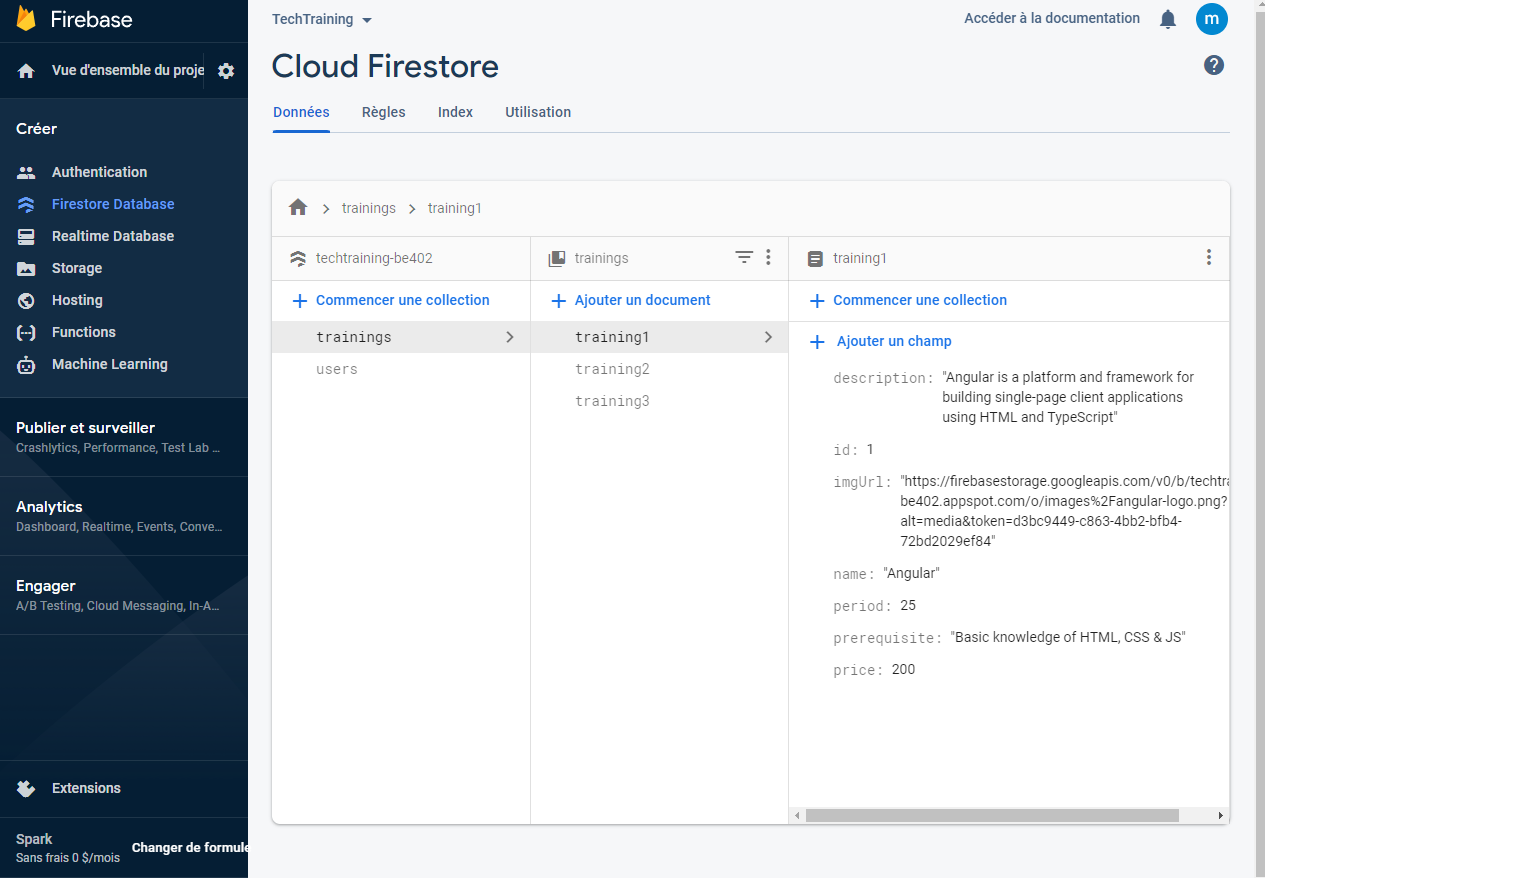 Firebase
Vue d'ensemble du proje
Créer
Authentication
Firestore Database
Realtime Database
Storage
Hosting
Functions
Machine Learning
Publier et surveiller
Crashlytics, Performance, Test Lab ...
Analytics
Dashboard, Realtime, Events, Conve...
Engager
A/B Testing, Cloud Messaging, In-A...
Extensions
Spark
Sans frais 0 $/mois
Changer de formule
TechTraining
Accéder à la documentation
m
Cloud Firestore
Données Règles Index Utilisation
trainings > training1
techtraining-be402
Commencer une collection
trainings
users
trainings
Ajouter un document
training1
training2
training3
training1
Commencer une collection
Ajouter un champ
description: "Angular is a platform and framework for
building single-page client applications
using HTML and TypeScript"
id: 1
imgUrl: "https://firebasestorage.googleapis.com/v0/b/techtra
be402.appspot.com/o/images%2Fangular-logo.png?
alt=media&token=d3bc9449-c863-4bb2-bfb4-
72bd2029ef84"
name: "Angular"
period: 25
prerequisite: "Basic knowledge of HTML, CSS & JS"
price: 200